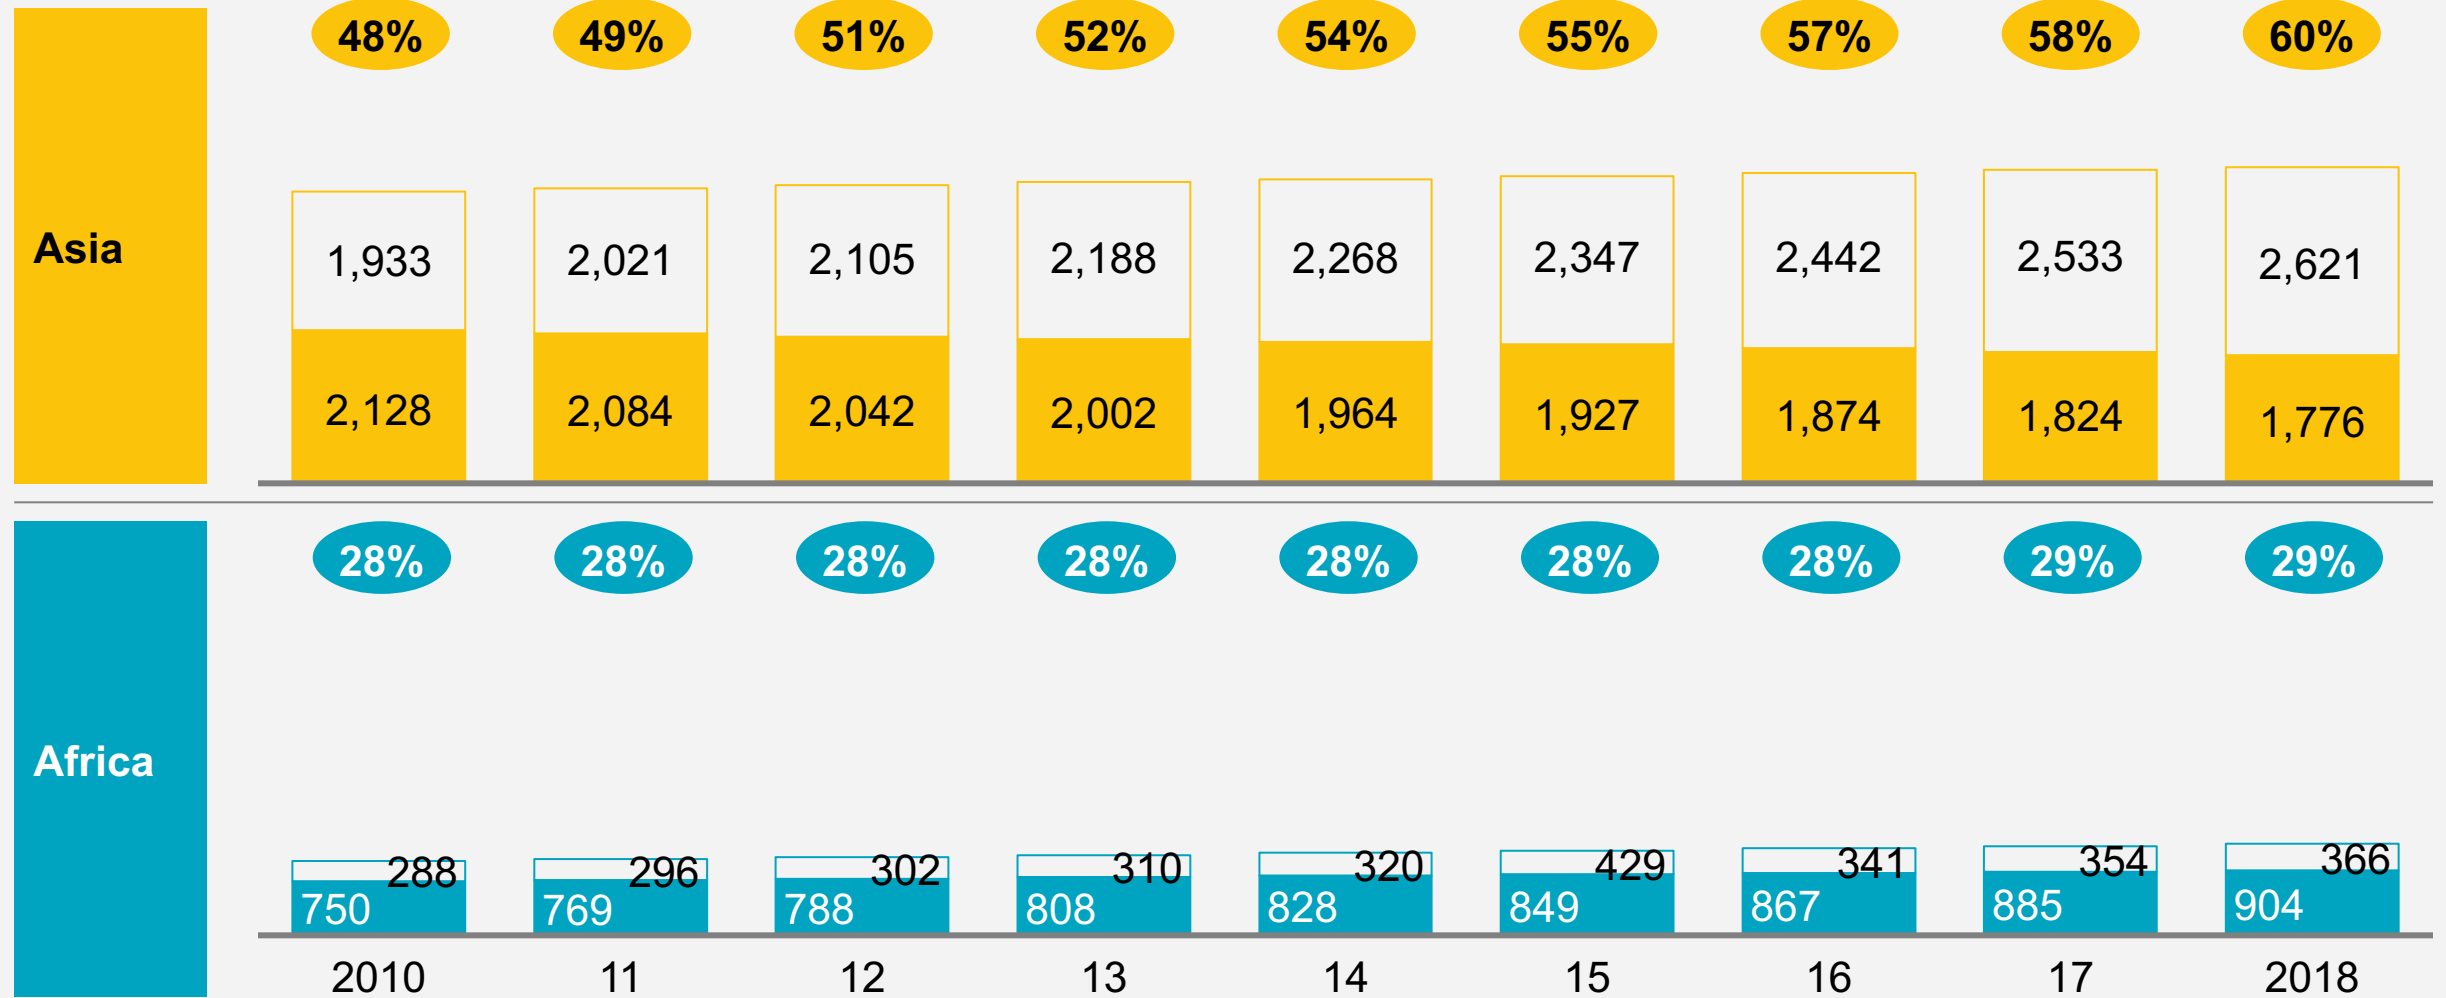 48% 49% 51% 52% 54% 55% 57% 58% 60%
Asia
1,933 2,021 2,105 2,188 2,268 2,347 2,442 2,533 2,621
2,128 2,084 2,042 2,002 1,964 1,927 1,874 1,824 1,776
28% 28% 28% 28% 28% 28% 28% 29% 29%
Africa
288 296 302 310 320 429 341 354 366
750 769 788 808 828 849 867 885 904
2010 11 12 13 14 15 16 17 2018